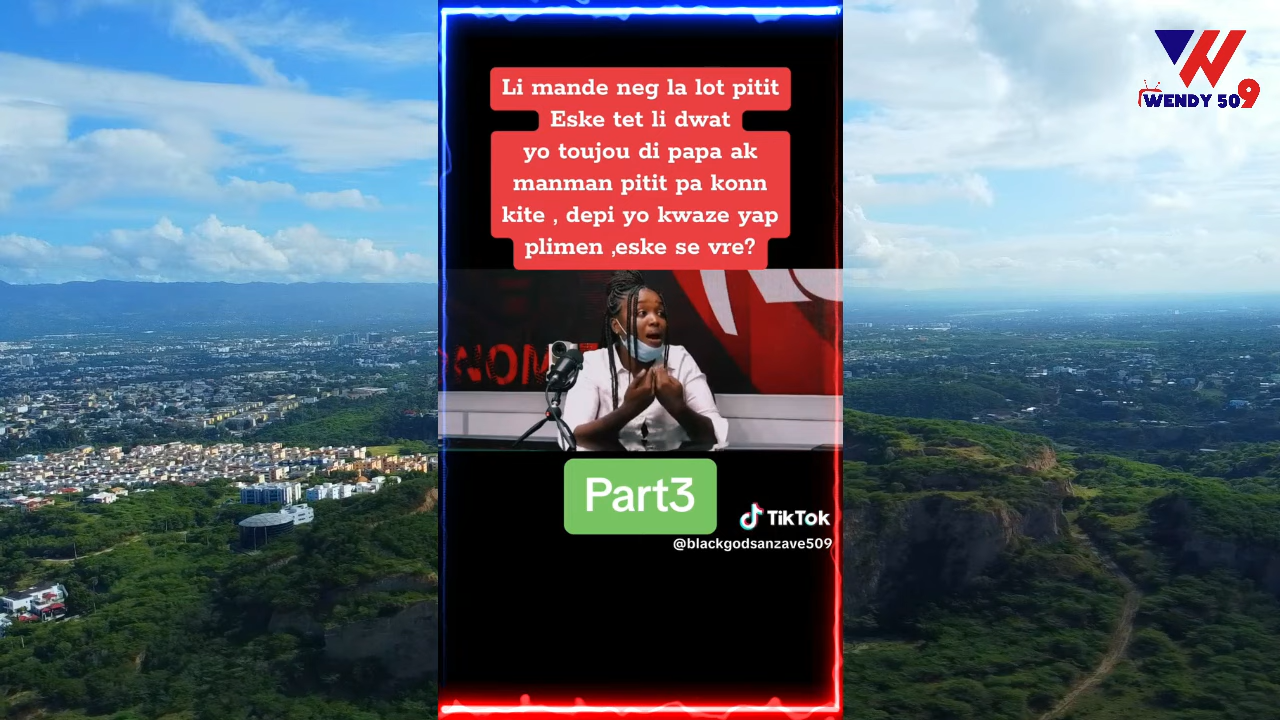 Li mande neg la lot pitit
Eske tet li dwat
yo toujou di papa ak
manman pitit pa konn
kite , depi yo kwaze yap
plimen ,eske se vre?
WENDY 509
NOM
Part3
TikTok
@blackgodsanzave509